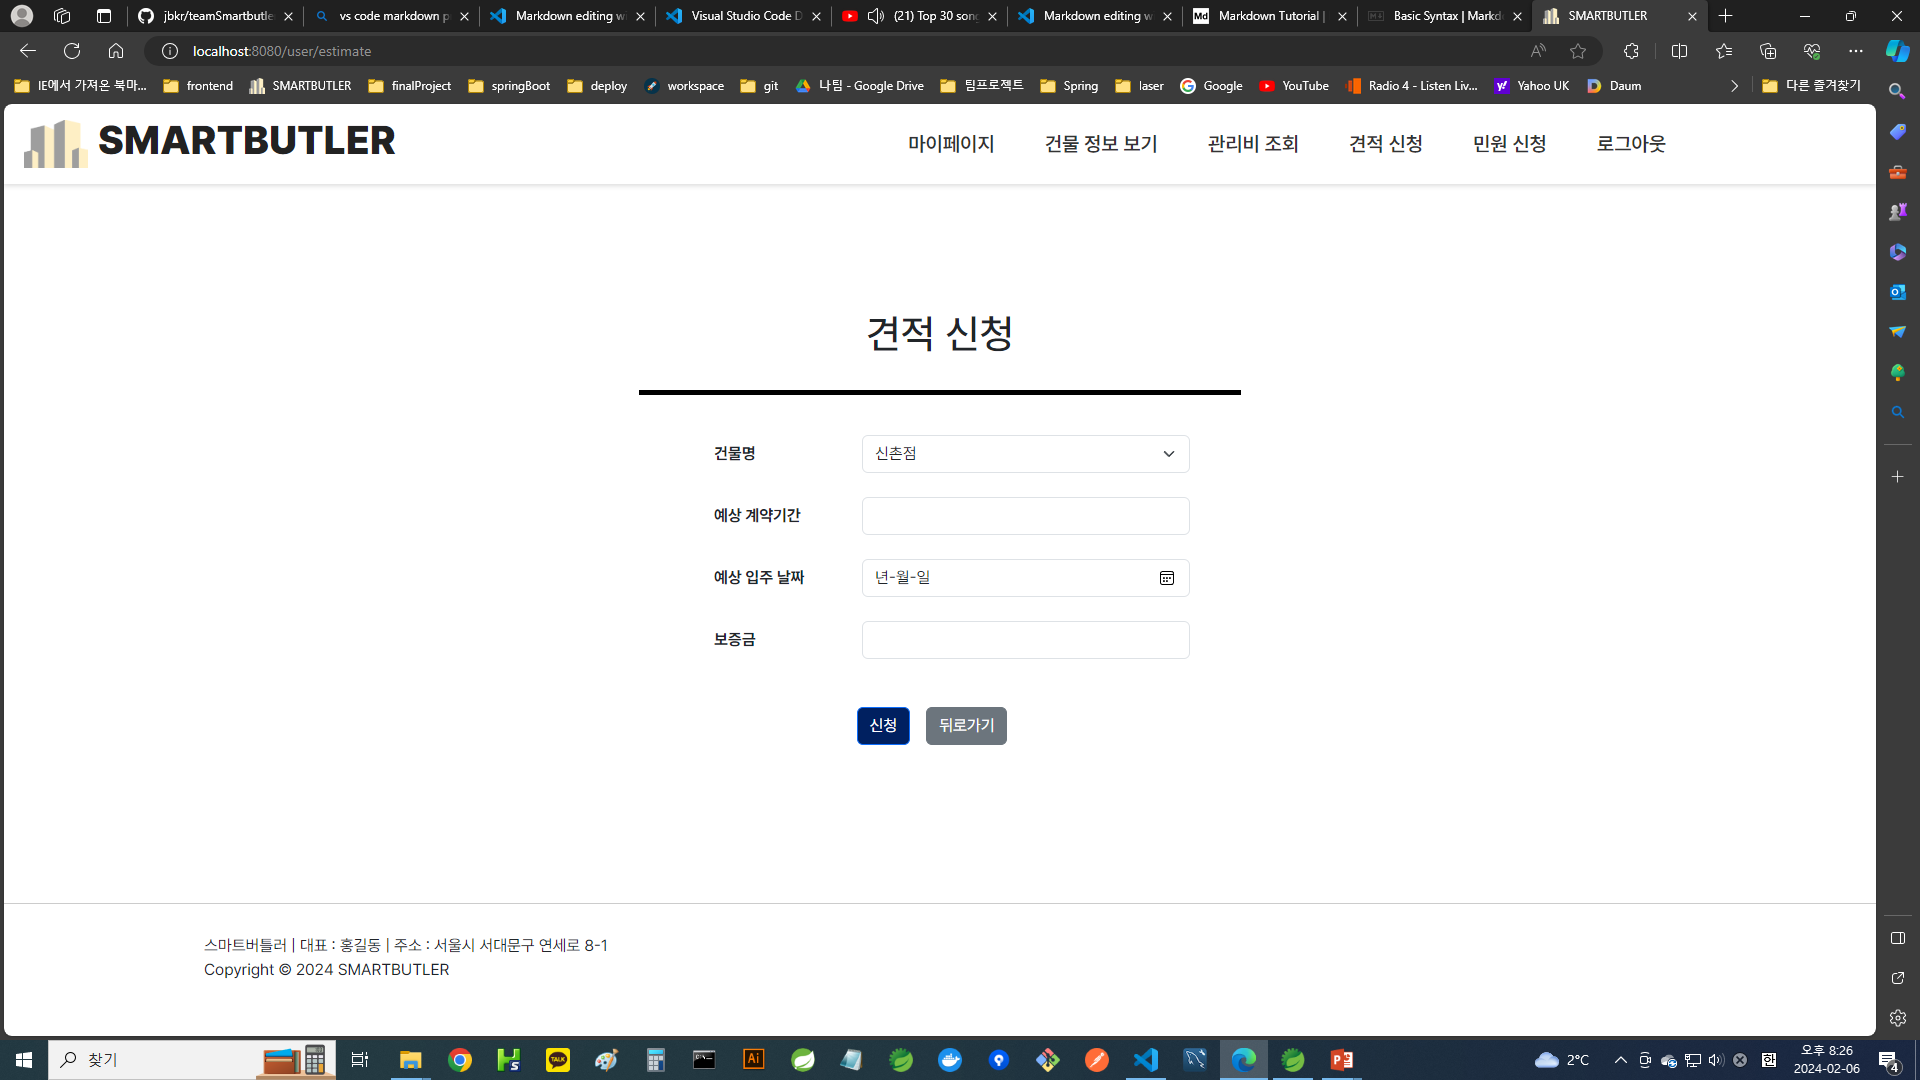 jbkr/teamSmartbutle
vs code markdown p
Markdown editing w
Visual Studio Code D
(21) Top 30 song
Markdown editing w
Markdown Tutorial |
Basic Syntax | Markd
SMARTBUTLER
localhost:8080/user/estimate
IE에서 가져온 북마...
frontend
SMARTBUTLER
finalProject
springBoot
deploy
workspace
git
나팀 - Google Drive
팀프로젝트
Spring
laser
Google
YouTube
Radio 4 - Listen Liv...
Yahoo UK
Daum
다른 즐겨찾기
SMARTBUTLER
마이페이지
건물 정보 보기
관리비 조회
견적 신청
민원 신청
로그아웃
견적 신청
건물명
신촌점
예상 계약기간
예상 입주 날짜
년-월-일
보증금
신청
뒤로가기
스마트버틀러 | 대표 : 홍길동 | 주소 : 서울시 서대문구 연세로 8-1
Copyright © 2024 SMARTBUTLER
찾기
2°C
한
오후 8:26
2024-02-06
4